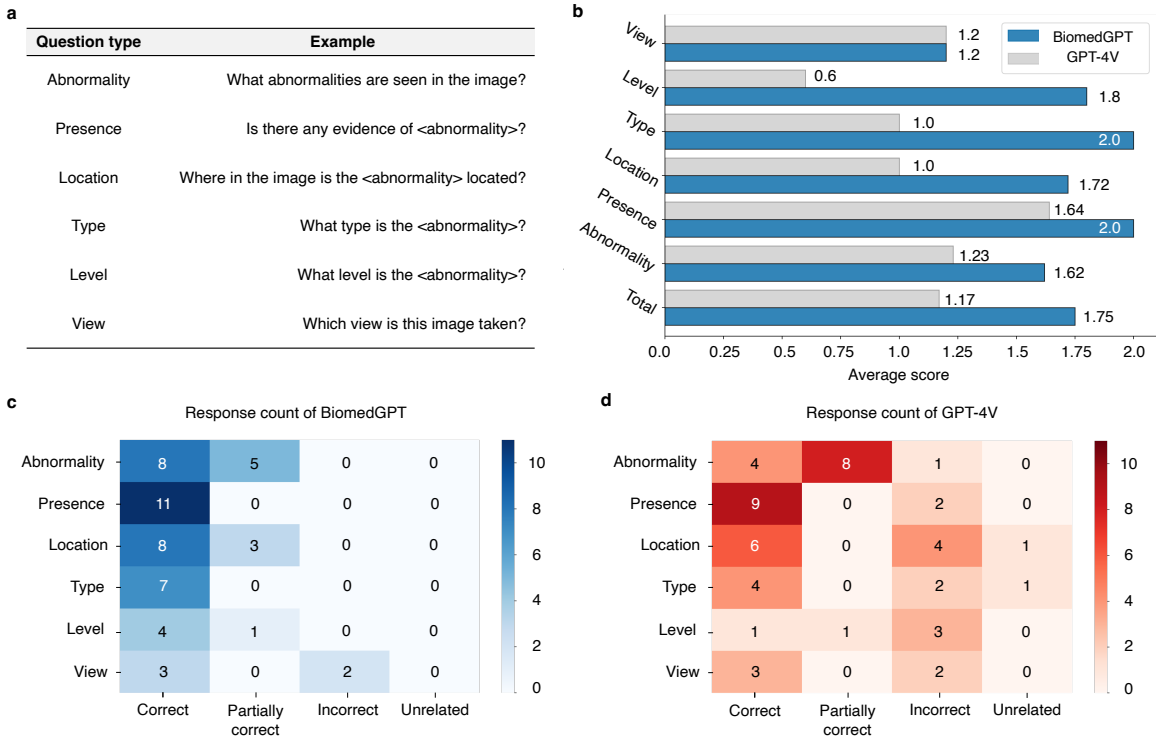 a
Question type Example
Abnormality What abnormalities are seen in the image?
Presence Is there any evidence of <abnormality>?
Location Where in the image is the <abnormality> located?
Type What type is the <abnormality>?
Level What level is the <abnormality>?
View Which view is this image taken?
b
BiomedGPT
GPT-4V
View 1.2
1.2
Level 0.6
1.8
Type 1.0
2.0
Location 1.0
1.72
Presence 1.64
2.0
Abnormality 1.23
1.62
Total 1.17
1.75
0.0 0.25 0.5 0.75 1.0 1.25 1.5 1.75 2.0
Average score
c
Response count of BiomedGPT
Abnormality 8 5 0 0
Presence 11 0 0 0
Location 8 3 0 0
Type 7 0 0 0
Level 4 1 0 0
View 3 0 2 0
Correct Partially correct Incorrect Unrelated
10
8
6
4
2
0
d
Response count of GPT-4V
Abnormality 4 8 1 0
Presence 9 0 2 0
Location 6 0 4 1
Type 4 0 2 1
Level 1 1 3 0
View 3 0 2 0
Correct Partially correct Incorrect Unrelated
10
8
6
4
2
0